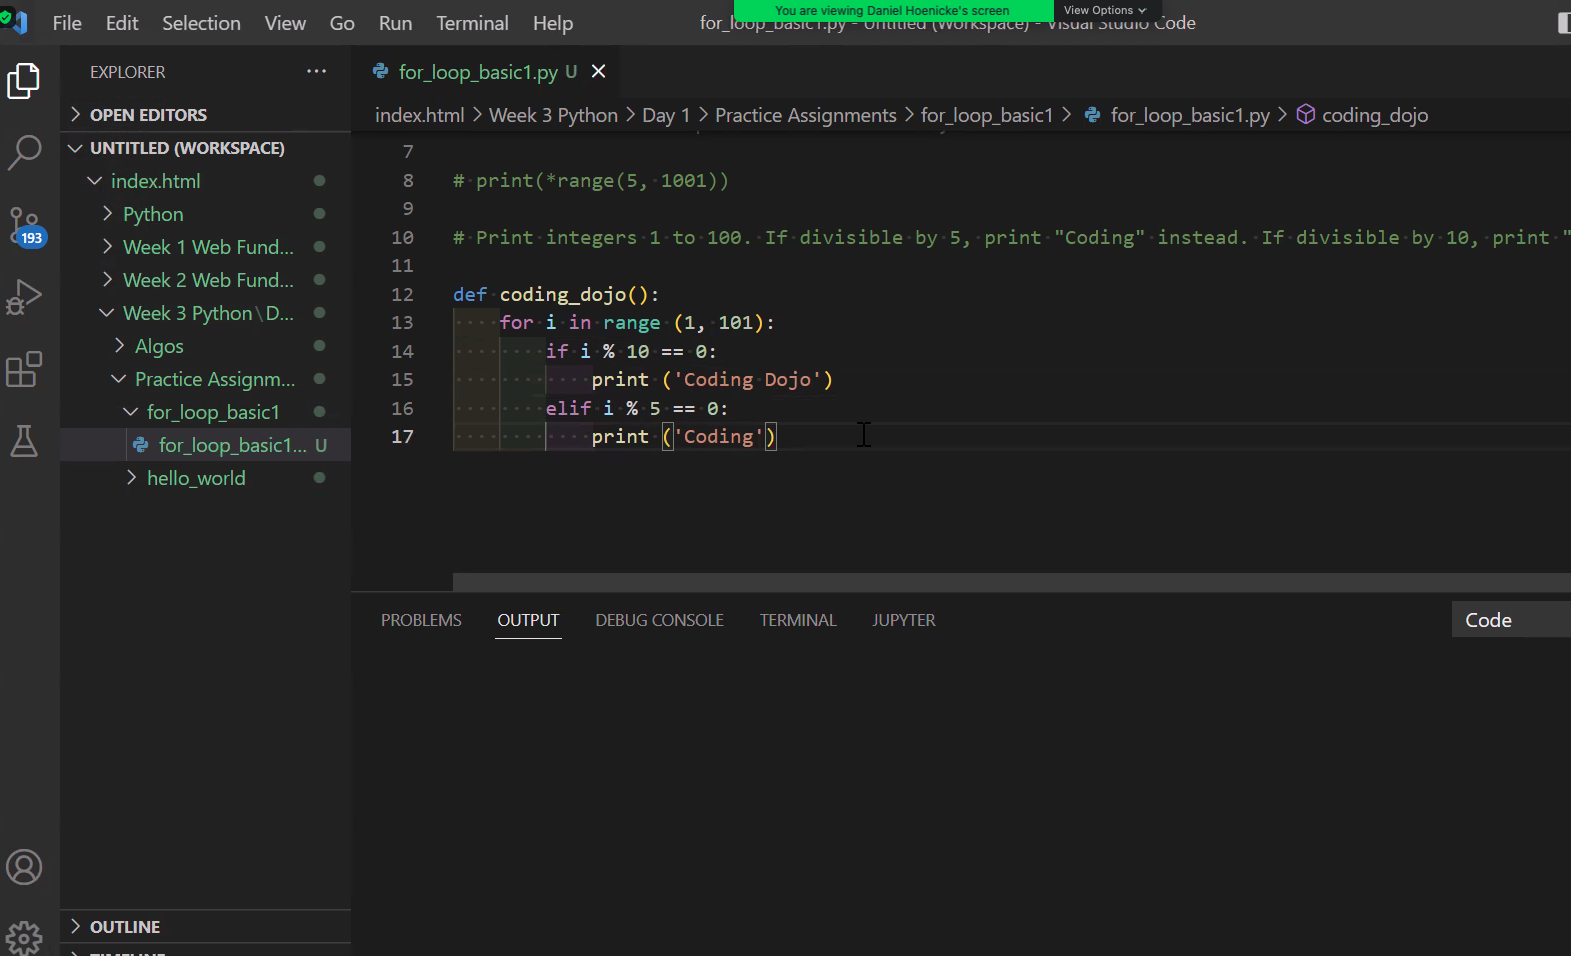 You are viewing Daniel Hoenicke's screen
View Options
File Edit Selection View Go Run Terminal Help
for_loop_basic1.py - Untitled (Workspace) - Visual Studio Code
EXPLORER
for_loop_basic1.py U
OPEN EDITORS
index.html > Week 3 Python > Day 1 > Practice Assignments > for_loop_basic1 > for_loop_basic1.py > coding_dojo
UNTITLED (WORKSPACE)
index.html
Python
Week 1 Web Fund...
Week 2 Web Fund...
Week 3 Python\D...
Algos
Practice Assignm...
for_loop_basic1
for_loop_basic1... U
hello_world
193
7
8 # print(*range(5, 1001))
9
10 # Print integers 1 to 100. If divisible by 5, print "Coding" instead. If divisible by 10, print "
11
12 def coding_dojo():
13 for i in range (1, 101):
14 if i % 10 == 0:
15 print ('Coding Dojo')
16 elif i % 5 == 0:
17 print ('Coding')
PROBLEMS OUTPUT DEBUG CONSOLE TERMINAL JUPYTER
Code
OUTLINE
TIMELINE